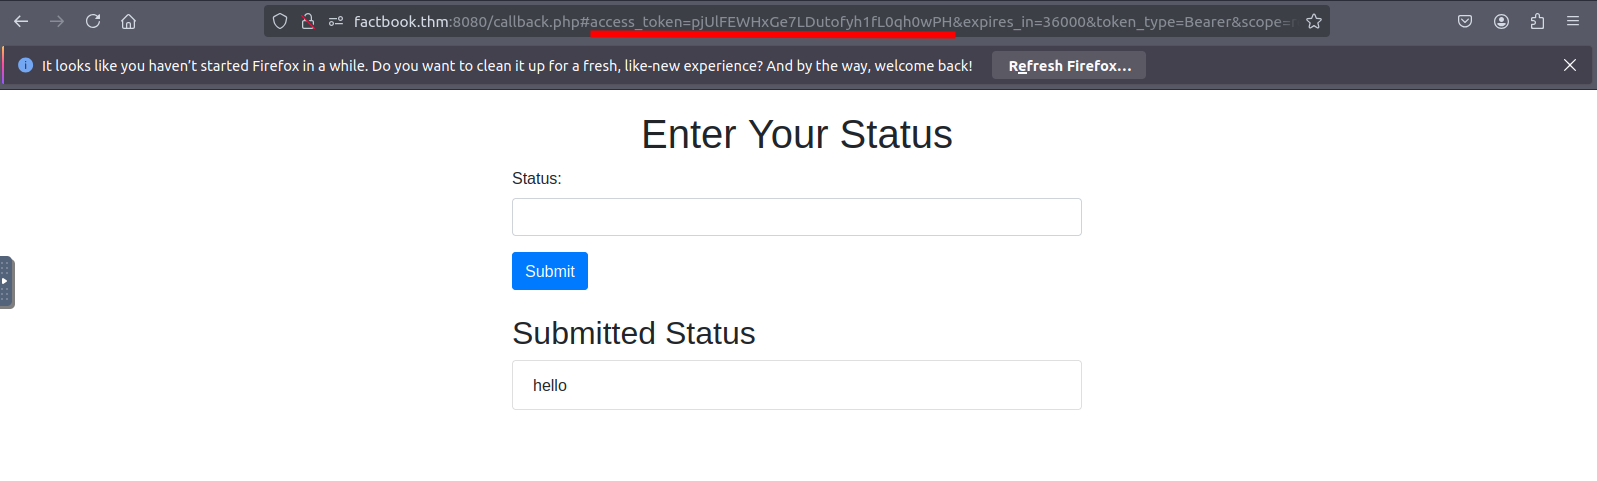 factbook.thm:8080/callback.php#access_token=pjUlFEWHxGe7LDutofyh1fL0qh0wPH&expires_in=36000&token_type=Bearer&scope=
It looks like you haven’t started Firefox in a while. Do you want to clean it up for a fresh, like-new experience? And by the way, welcome back! Refresh Firefox…
Enter Your Status
Status:
Submit
Submitted Status
hello